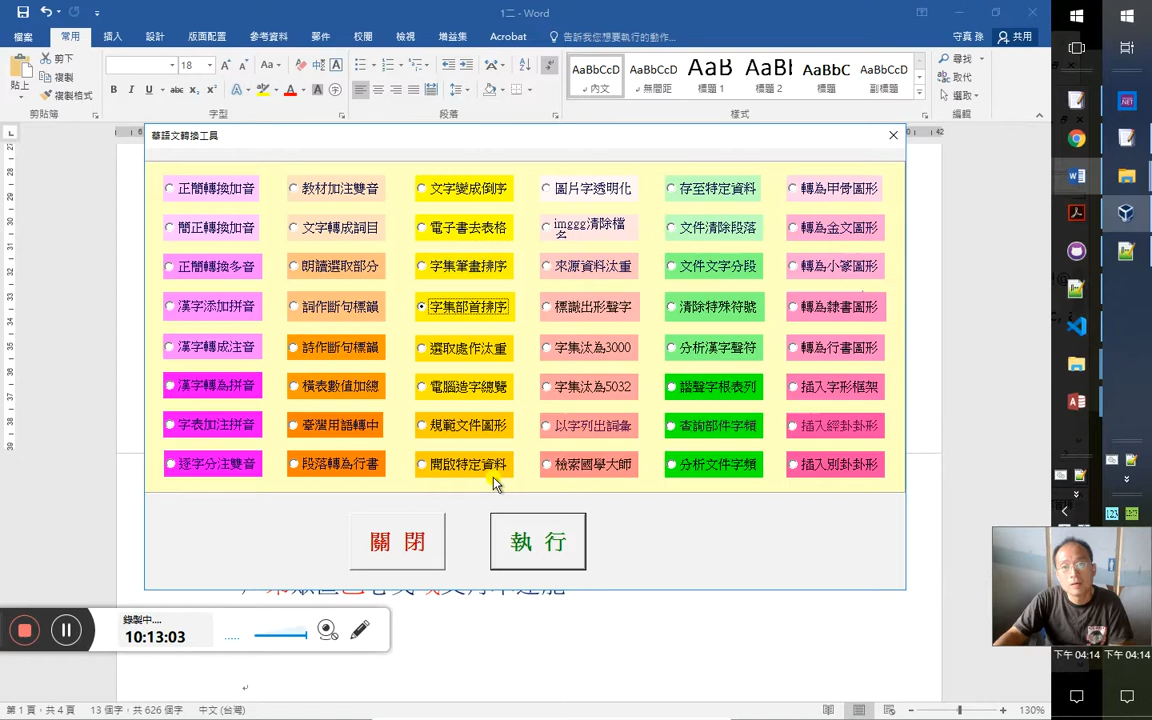 1二 - Word
檔案 常用 插入 設計 版面配置 參考資料 郵件 校閱 檢視 增益集 Acrobat 告訴我您想要執行的動作... 守真 孫 共用
剪下
複製
複製格式
貼上
18
AaBbCcD AaBbCcD AaB AaBl AaBbC AaBbCcD
內文 無間距 標題 1 標題 2 標題 副標題
尋找
取代
選取
剪貼簿 字型 段落 樣式 編輯
42
華語文轉換工具
正簡轉換加音 教材加注雙音 文字變成倒序 圖片字透明化 存至特定資料 轉為甲骨圖形
簡正轉換加音 文字轉成詞目 電子書去表格 imggg清除檔名 文件清除段落 轉為金文圖形
正簡轉換多音 朗讀選取部分 字集筆畫排序 來源資料汰重 文件文字分段 轉為小篆圖形
漢字添加拼音 詞作斷句標韻 字集部首排序 標識出形聲字 清除特殊符號 轉為隸書圖形
漢字轉成注音 詩作斷句標韻 選取處作汰重 字集汰為3000 分析漢字聲符 轉為行書圖形
漢字轉為拼音 橫表數值加總 電腦造字總覽 字集汰為5032 諧聲字根表列 插入字形框架
字表加注拼音 臺灣用語轉中 規範文件圖形 以字列出詞彙 查詢部件字頻 插入經卦卦形
逐字分注雙音 段落轉為行書 開啟特定資料 檢索國學大師 分析文件字頻 插入別卦卦形
關 閉 執 行
錄製中....
10:13:03
下午 04:14 下午 04:14
第 1 頁，共 4 頁 13 個字，共 626 個字 中文 (台灣) 130%